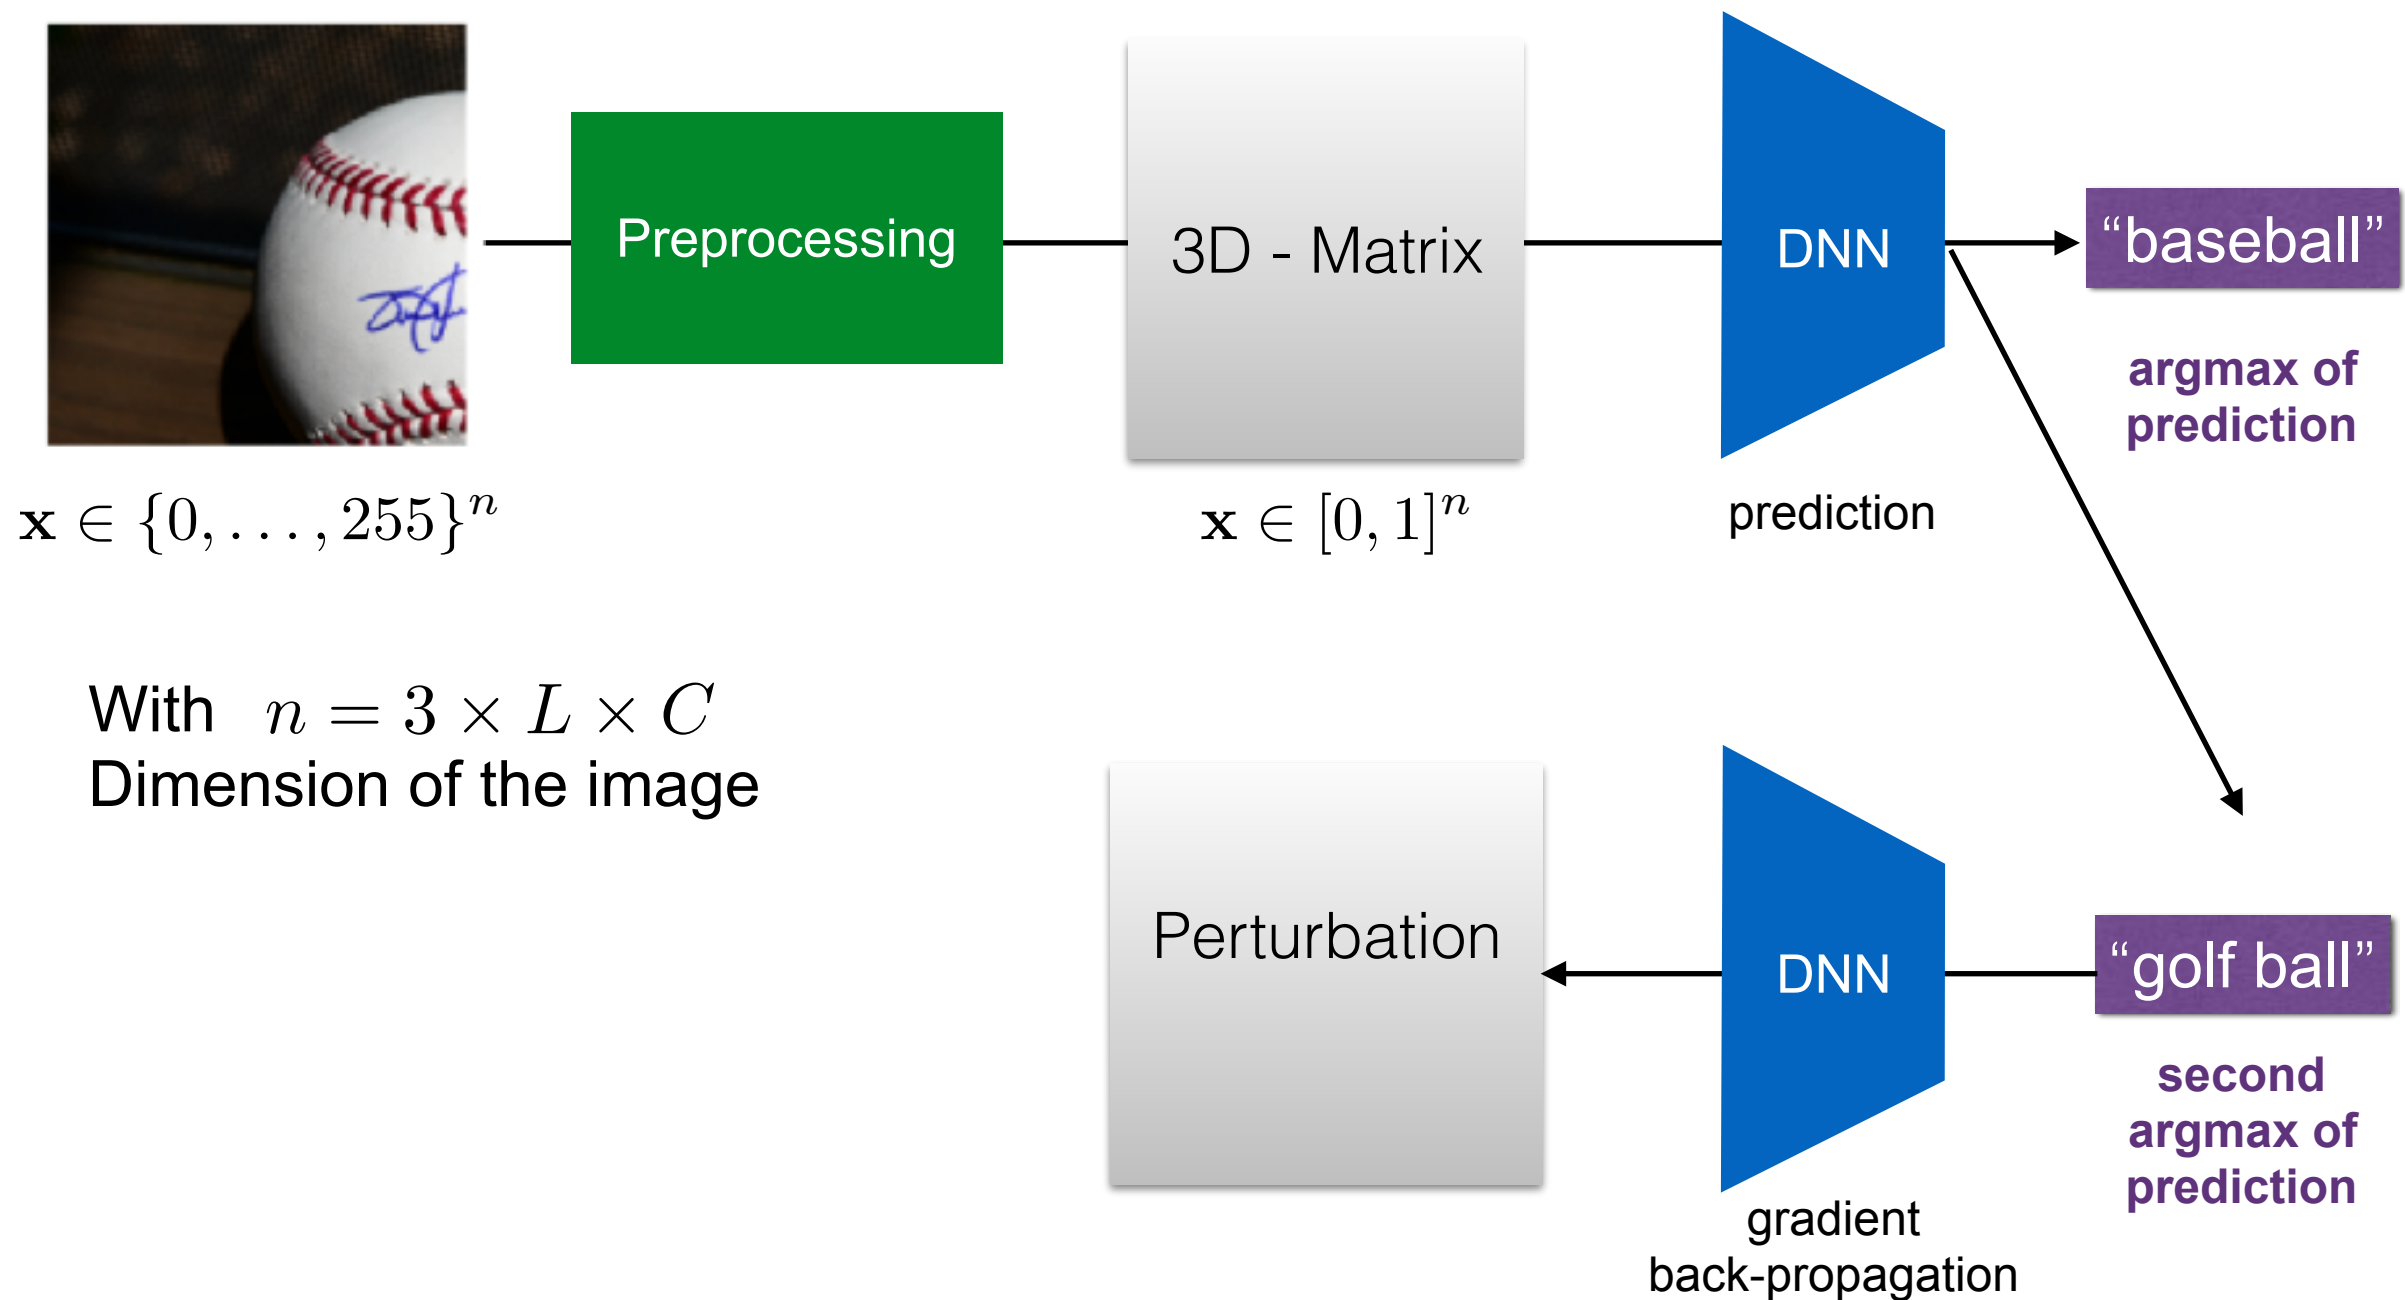 Preprocessing
3D - Matrix
DNN
“baseball”
argmax of
prediction
x ∈ {0, . . . , 255}ⁿ
x ∈ [0, 1]ⁿ
prediction
With n = 3 × L × C
Dimension of the image
Perturbation
DNN
“golf ball”
second
argmax of
prediction
gradient
back-propagation